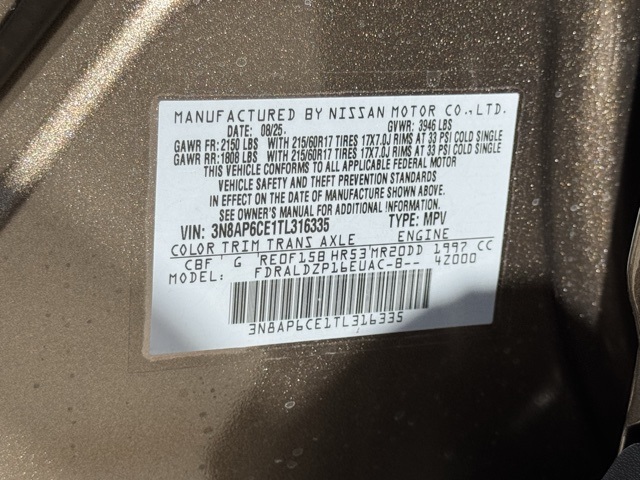 MANUFACTURED BY NISSAN MOTOR CO.,LTD.
DATE: 08/25. GVWR: 3946 LBS
GAWR FR: 2150 LBS WITH 215/60R17 TIRES 17X7.0J RIMS AT 33 PSI COLD SINGLE
GAWR RR: 1808 LBS WITH 215/60R17 TIRES 17X7.0J RIMS AT 33 PSI COLD SINGLE
THIS VEHICLE CONFORMS TO ALL APPLICABLE FEDERAL MOTOR
VEHICLE SAFETY AND THEFT PREVENTION STANDARDS
IN EFFECT ON THE DATE OF MANUFACTURE SHOWN ABOVE.
SEE OWNER'S MANUAL FOR ADDITIONAL INFORMATION.
VIN: 3N8AP6CE1TL316335 TYPE: MPV
COLOR TRIM TRANS AXLE ENGINE
CBF G RE0F15B HR53 MR20DD 1997 CC
MODEL: FDRALDZP16EUAC-B-- 4Z000
3N8AP6CE1TL316335